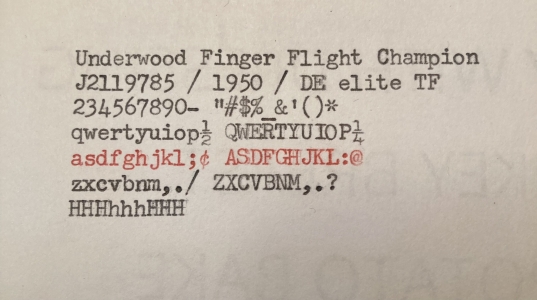 Underwood Finger Flight Champion
J2119785 / 1950 / DE elite TF
234567890- "#$%_&'()*
qwertyuiop½ QWERTYUIOP¼
asdfghjkl;¢ ASDFGHJKL:@
zxcvbnm,./ ZXCVBNM,.?
HHHhhhHHH